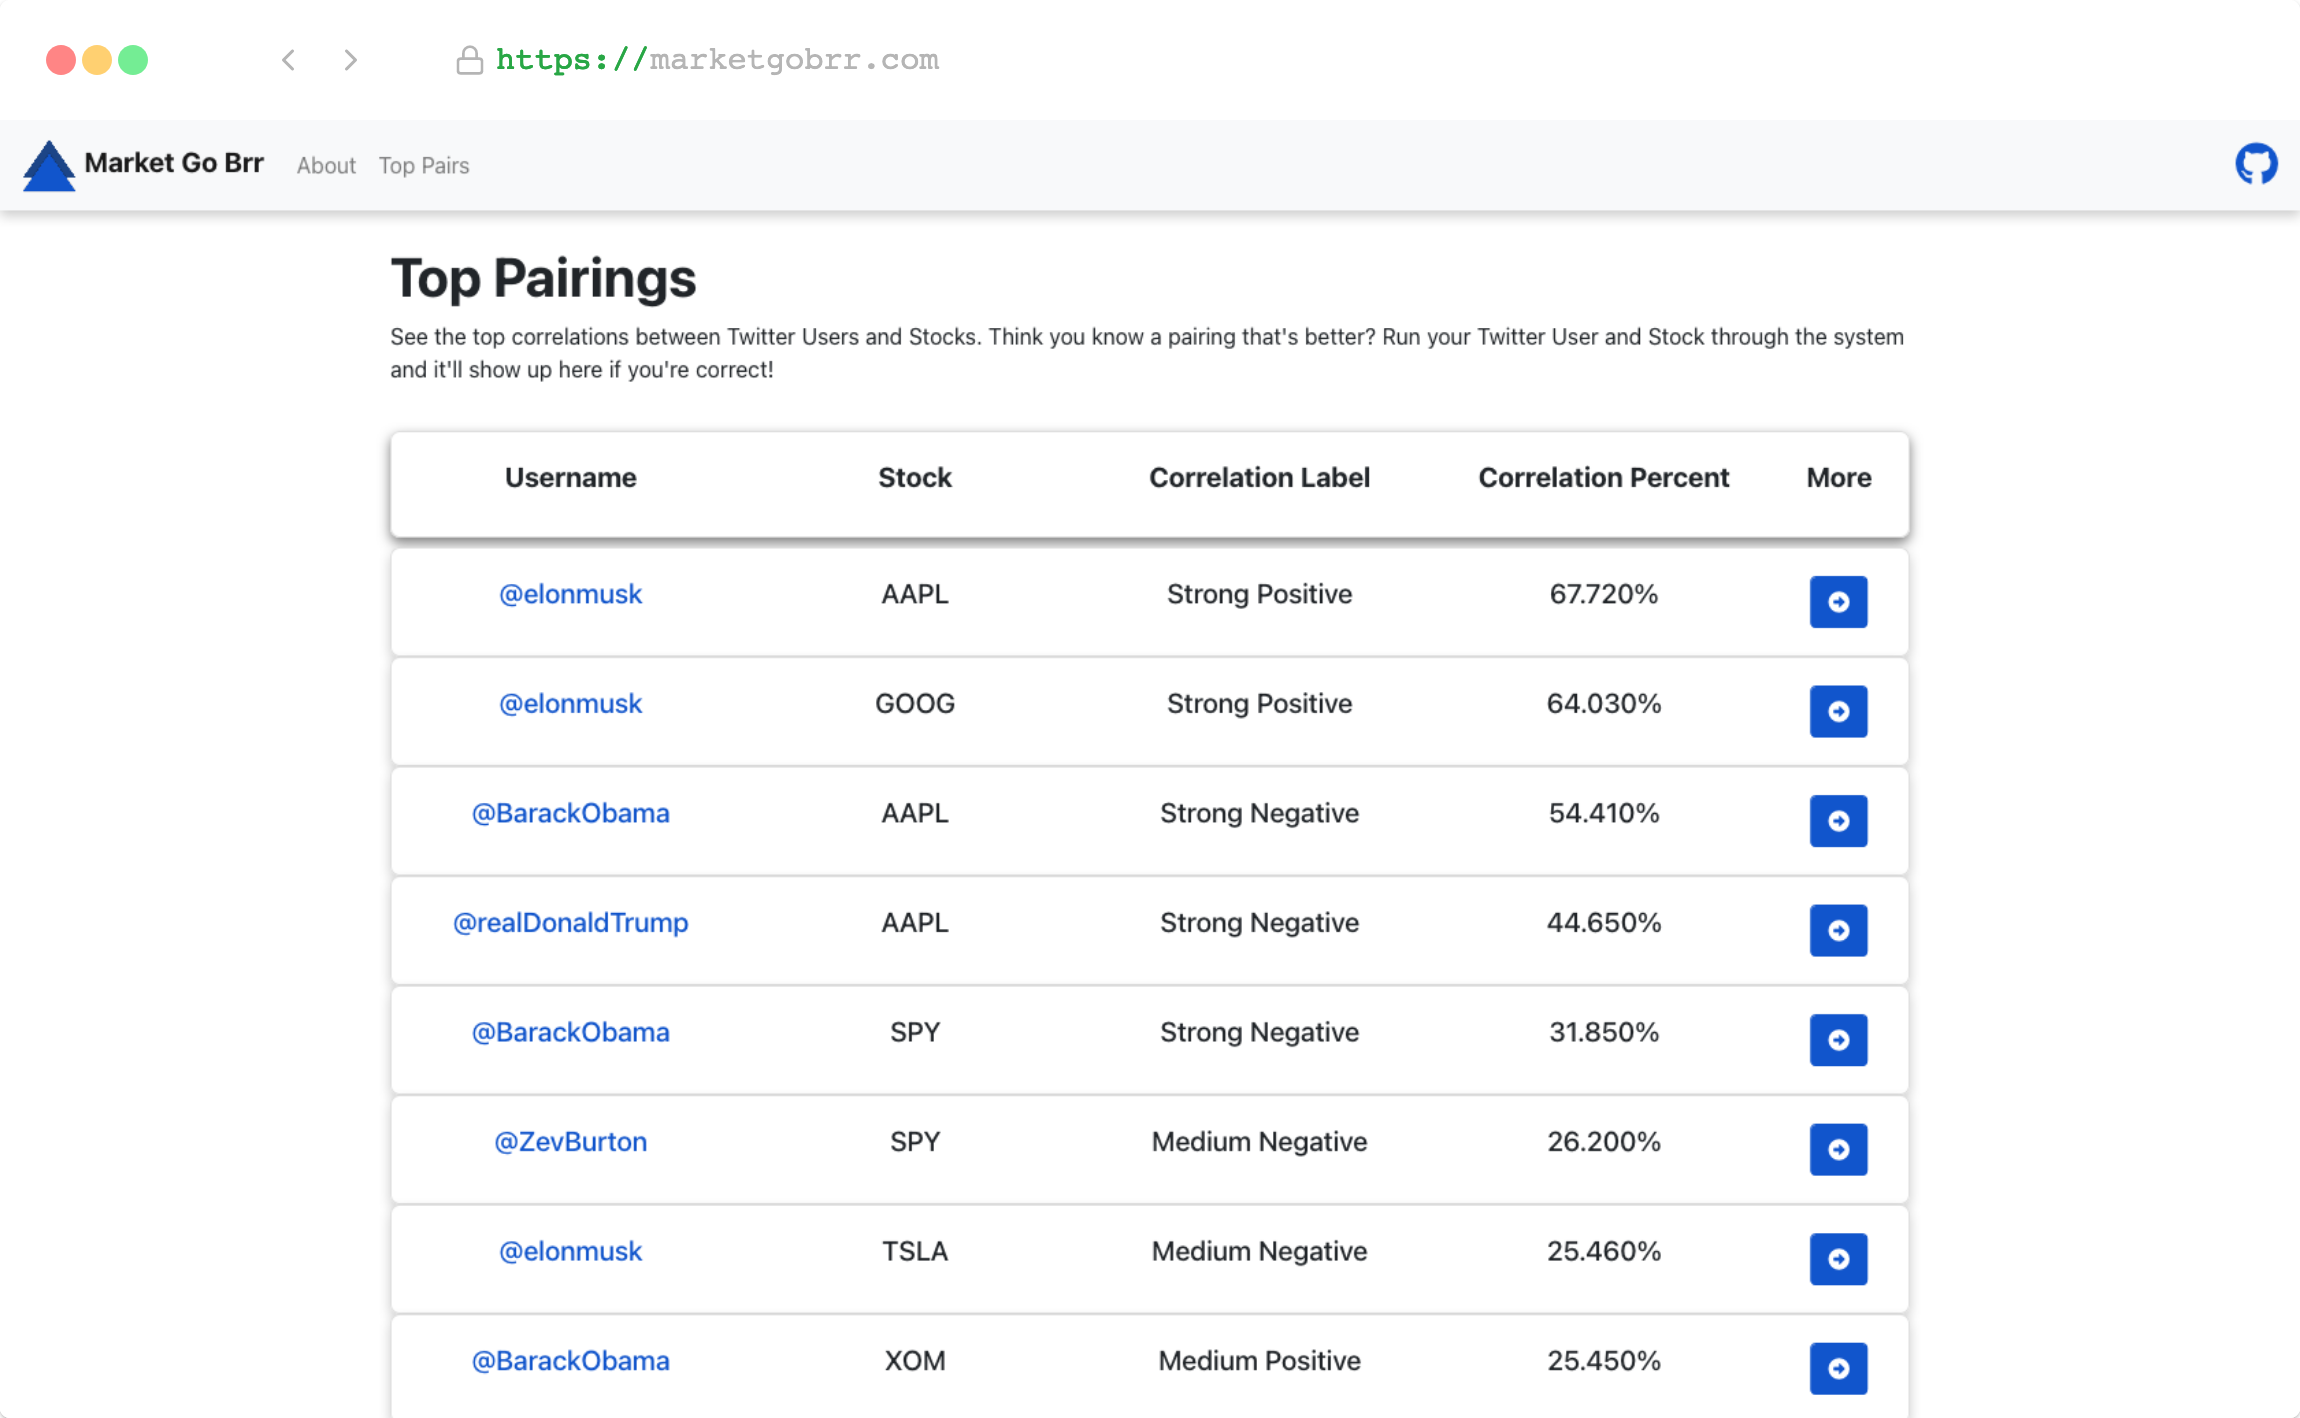 https://marketgobrr.com
Market Go Brr About Top Pairs
Top Pairings
See the top correlations between Twitter Users and Stocks. Think you know a pairing that's better? Run your Twitter User and Stock through the system
and it'll show up here if you're correct!
Username Stock Correlation Label Correlation Percent More
@elonmusk AAPL Strong Positive 67.720%
@elonmusk GOOG Strong Positive 64.030%
@BarackObama AAPL Strong Negative 54.410%
@realDonaldTrump AAPL Strong Negative 44.650%
@BarackObama SPY Strong Negative 31.850%
@ZevBurton SPY Medium Negative 26.200%
@elonmusk TSLA Medium Negative 25.460%
@BarackObama XOM Medium Positive 25.450%